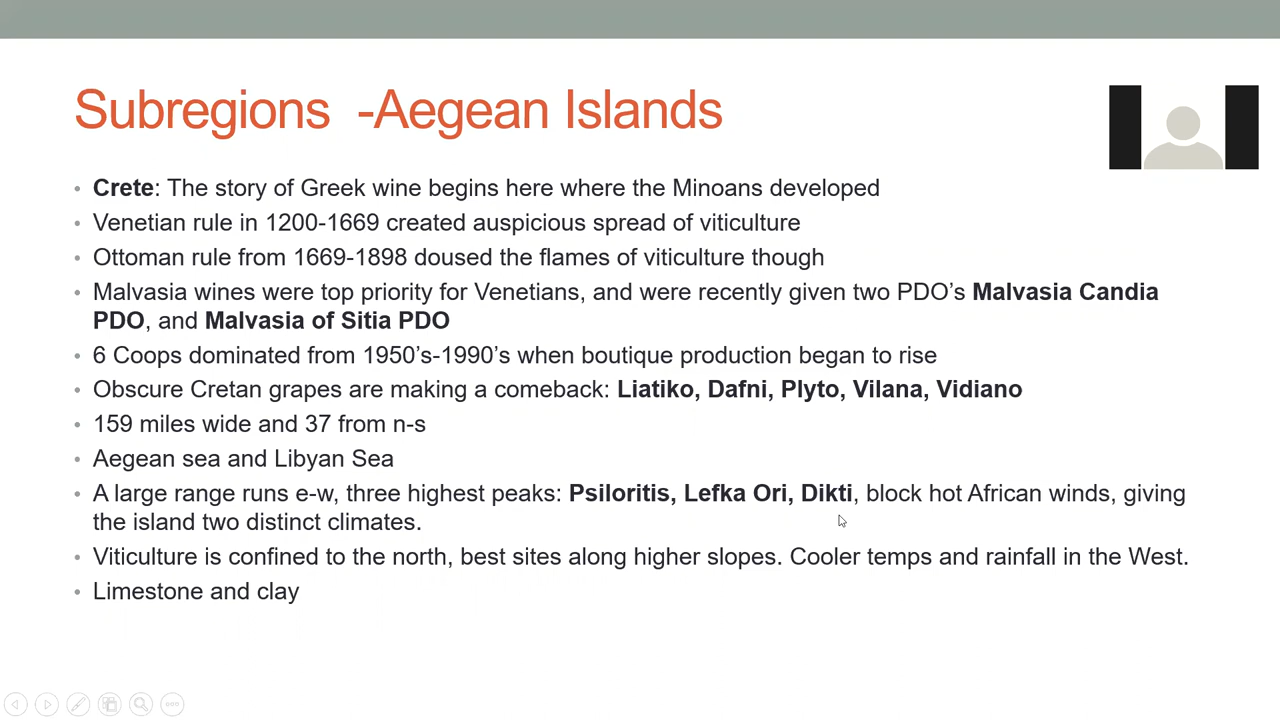 Subregions -Aegean Islands
Crete: The story of Greek wine begins here where the Minoans developed
Venetian rule in 1200-1669 created auspicious spread of viticulture
Ottoman rule from 1669-1898 doused the flames of viticulture though
Malvasia wines were top priority for Venetians, and were recently given two PDO's Malvasia Candia
PDO, and Malvasia of Sitia PDO
6 Coops dominated from 1950's-1990's when boutique production began to rise
Obscure Cretan grapes are making a comeback: Liatiko, Dafni, Plyto, Vilana, Vidiano
159 miles wide and 37 from n-s
Aegean sea and Libyan Sea
A large range runs e-w, three highest peaks: Psiloritis, Lefka Ori, Dikti, block hot African winds, giving
the island two distinct climates.
Viticulture is confined to the north, best sites along higher slopes. Cooler temps and rainfall in the West.
Limestone and clay